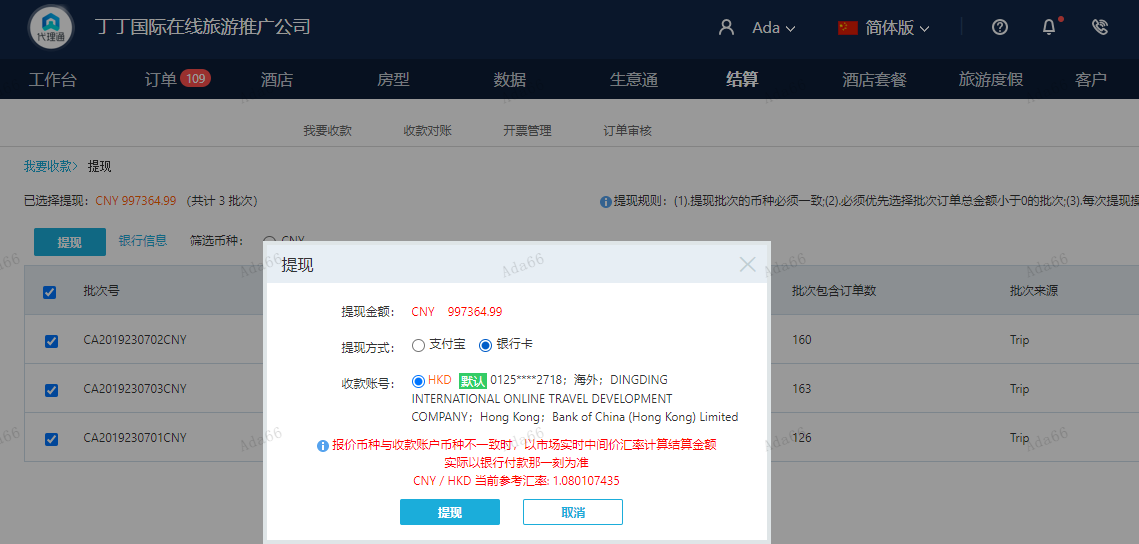 代理通
丁丁国际在线旅游推广公司
Ada
简体版
工作台 订单 109 酒店 房型 数据 生意通 结算 酒店套餐 旅游度假 客户
我要收款 收款对账 开票管理 订单审核
我要收款> 提现
已选择提现: CNY 997364.99 (共计 3 批次)
提现规则: (1).提现批次的币种必须一致;(2).必须优先选择批次订单总金额小于0的批次;(3).每次提现
提现 银行信息 筛选币种: CNY
批次号 批次包含订单数 批次来源
CA2019230702CNY 160 Trip
CA2019230703CNY 163 Trip
CA2019230701CNY 126 Trip
提现
提现金额: CNY 997364.99
提现方式: 支付宝 银行卡
收款账号: HKD 默认 0125****2718; 海外; DINGDING
INTERNATIONAL ONLINE TRAVEL DEVELOPMENT
COMPANY; Hong Kong; Bank of China (Hong Kong) Limited
报价币种与收款账户币种不一致时, 以市场实时中间价汇率计算结算金额
实际以银行付款那一刻为准
CNY / HKD 当前参考汇率: 1.080107435
提现 取消
Ada66